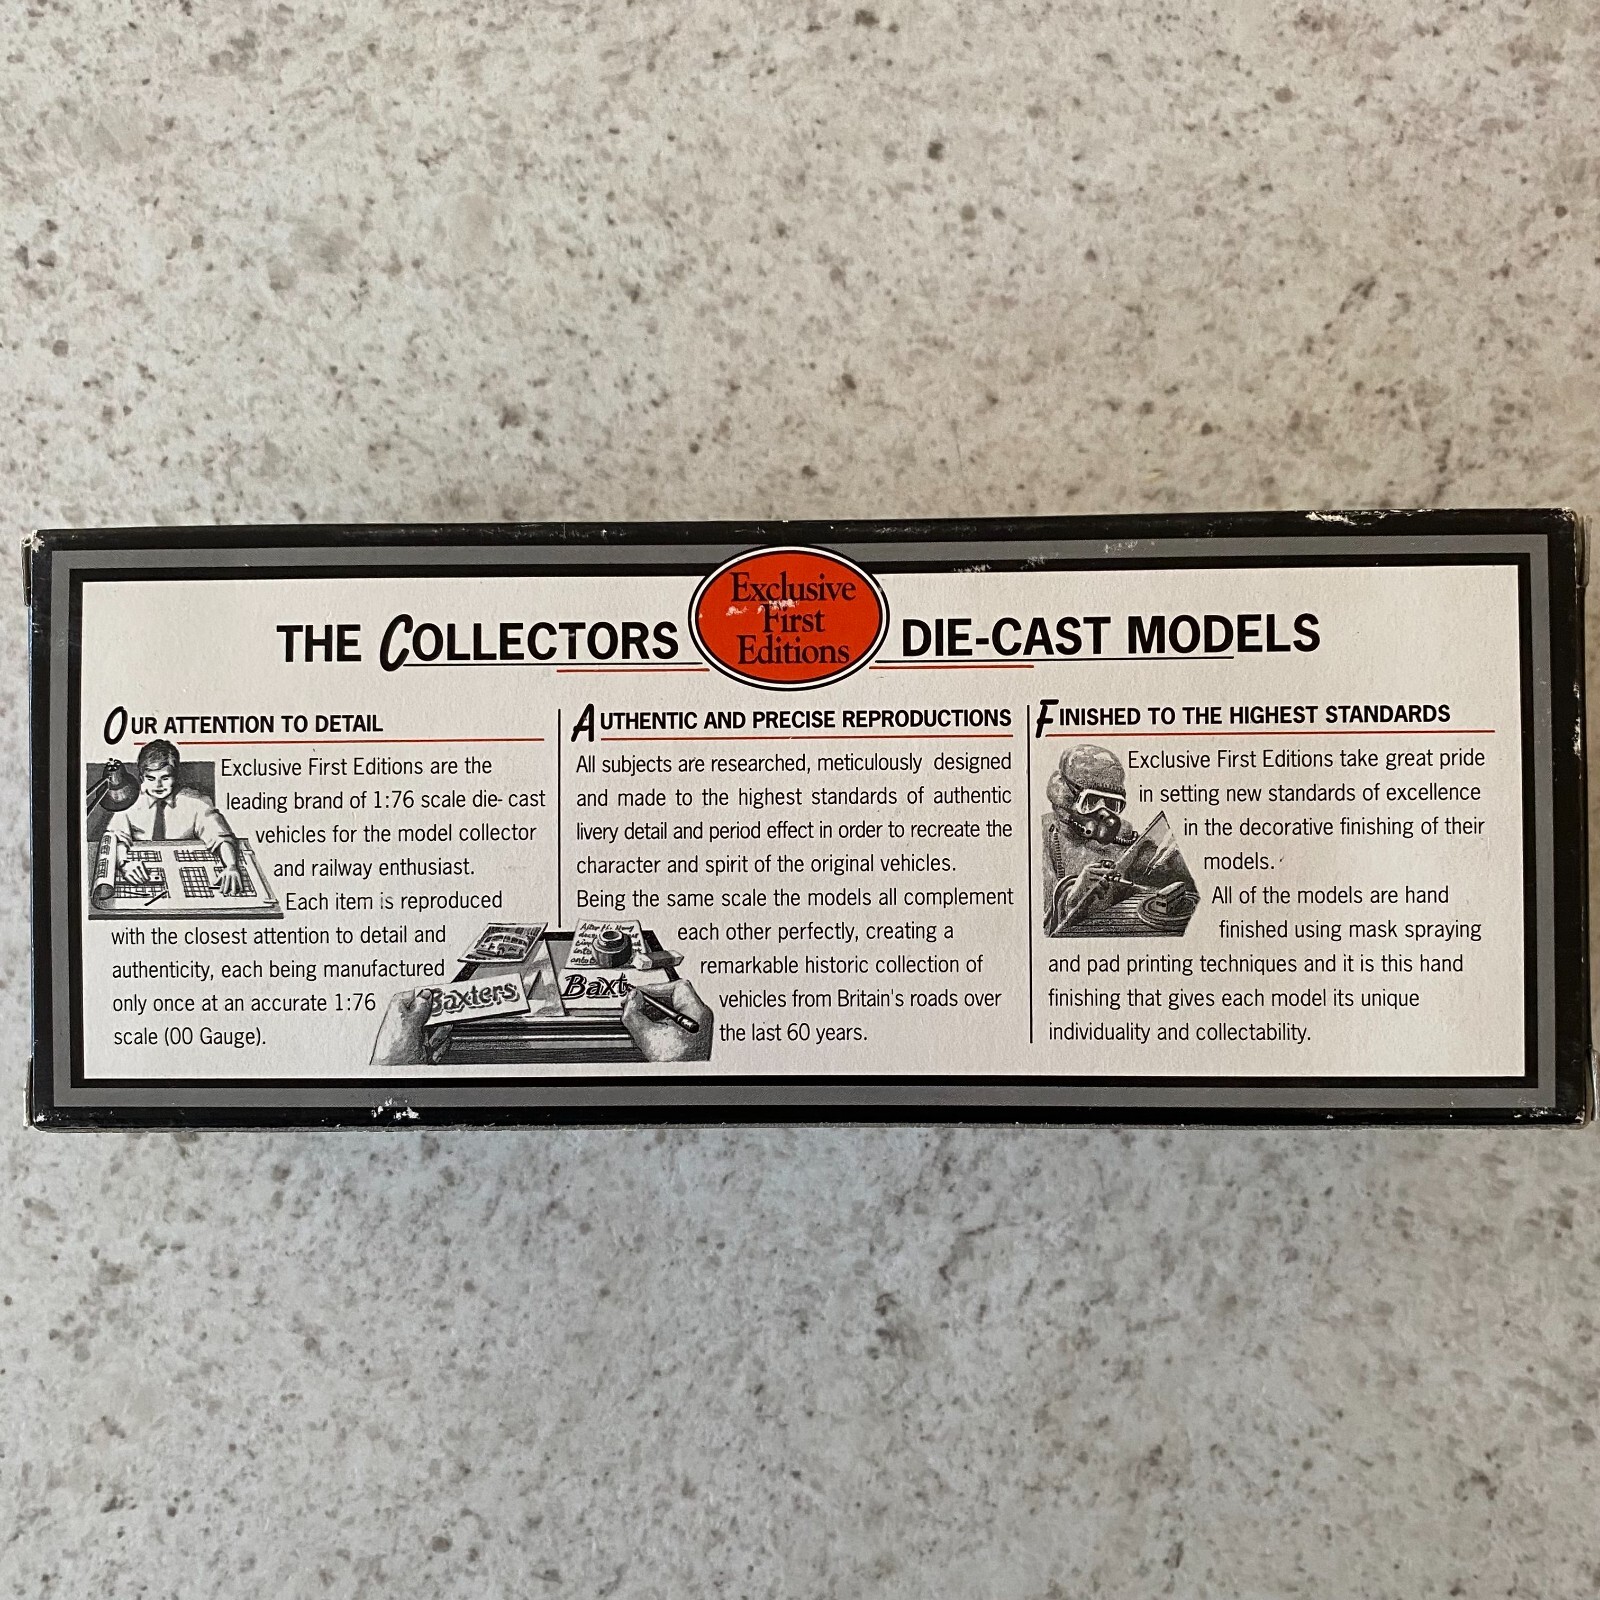 THE COLLECTORS
Exclusive
First
Editions
DIE-CAST MODELS
OUR ATTENTION TO DETAIL
Exclusive First Editions are the
leading brand of 1:76 scale die- cast
vehicles for the model collector
and railway enthusiast.
Each item is reproduced
with the closest attention to detail and
authenticity, each being manufactured
only once at an accurate 1:76
scale (00 Gauge).
Baxters
Baxt
AUTHENTIC AND PRECISE REPRODUCTIONS
All subjects are researched, meticulously designed
and made to the highest standards of authentic
livery detail and period effect in order to recreate the
character and spirit of the original vehicles.
Being the same scale the models all complement
each other perfectly, creating a
remarkable historic collection of
vehicles from Britain's roads over
the last 60 years.
FINISHED TO THE HIGHEST STANDARDS
Exclusive First Editions take great pride
in setting new standards of excellence
in the decorative finishing of their
models.
All of the models are hand
finished using mask spraying
and pad printing techniques and it is this hand
finishing that gives each model its unique
individuality and collectability.